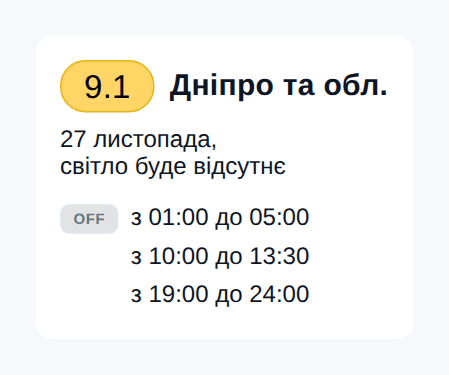 9.1 Дніпро та обл.
27 листопада,
світло буде відсутнє
OFF з 01:00 до 05:00
з 10:00 до 13:30
з 19:00 до 24:00